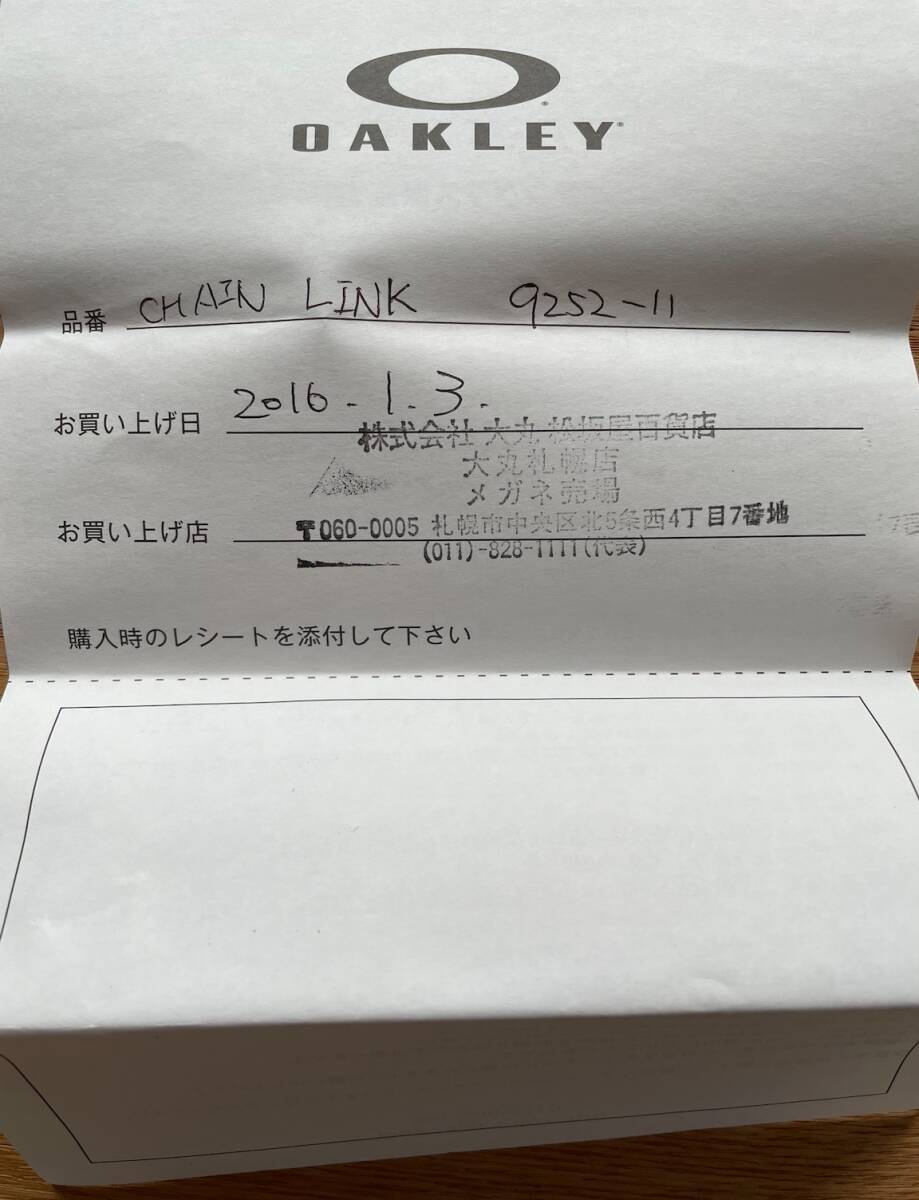 OAKLEY
品番 CHAIN LINK 9252-11
お買い上げ日 2016.1.3.
株式会社 大丸 松坂屋百貨店
大丸札幌店
メガネ売場
お買い上げ店 〒060-0005 札幌市中央区北5条西4丁目7番地
(011)-828-1111(代表)
購入時のレシートを添付して下さい